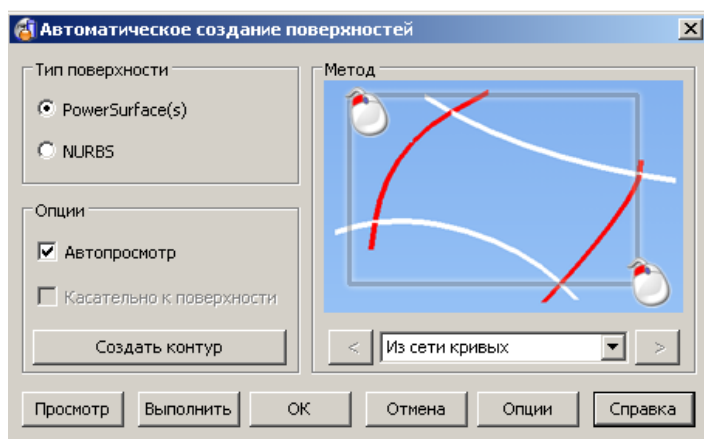 Автоматическое создание поверхностей
Тип поверхности
PowerSurface(s)
NURBS
Опции
Автопросмотр
Касательно к поверхности
Создать контур
Метод
<
Из сети кривых
>
Просмотр
Выполнить
OK
Отмена
Опции
Справка